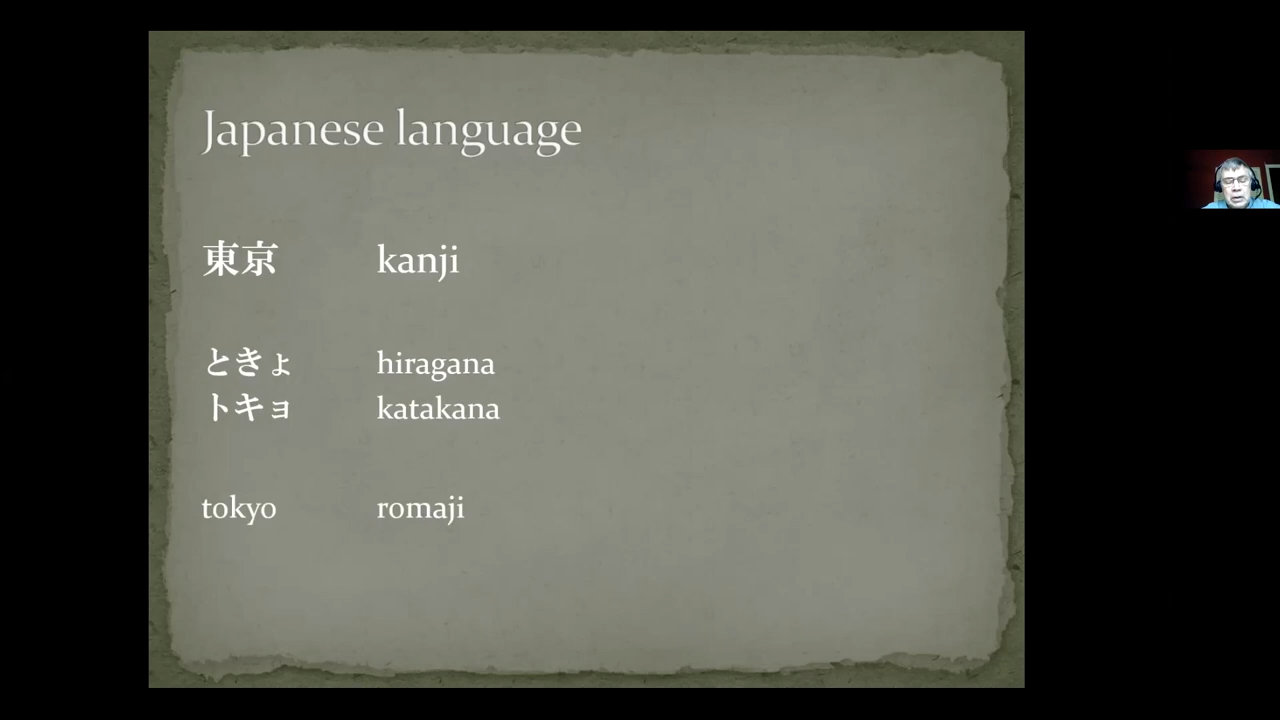 Japanese language
東京 kanji
ときょ hiragana
トキョ katakana
tokyo romaji